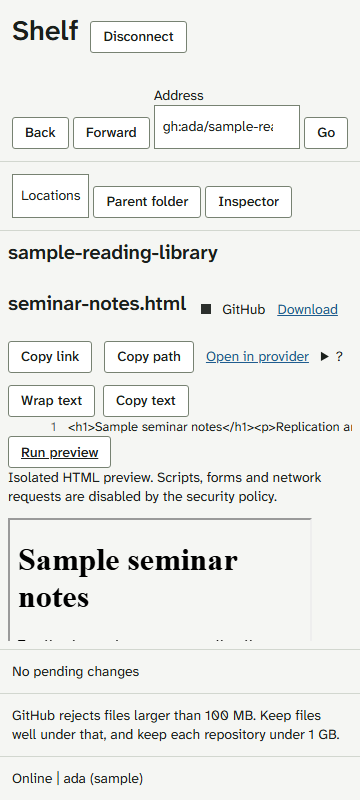 Shelf
Disconnect
Address
Back
Forward
gh:ada/sample-rea
Go
Locations
Parent folder
Inspector
sample-reading-library
seminar-notes.html
GitHub
Download
Copy link
Copy path
Open in provider
?
Wrap text
Copy text
1 <h1>Sample seminar notes</h1><p>Replication
Run preview
Isolated HTML preview. Scripts, forms and network
requests are disabled by the security policy.
Sample seminar
notes
No pending changes
GitHub rejects files larger than 100 MB. Keep files
well under that, and keep each repository under 1 GB.
Online | ada (sample)